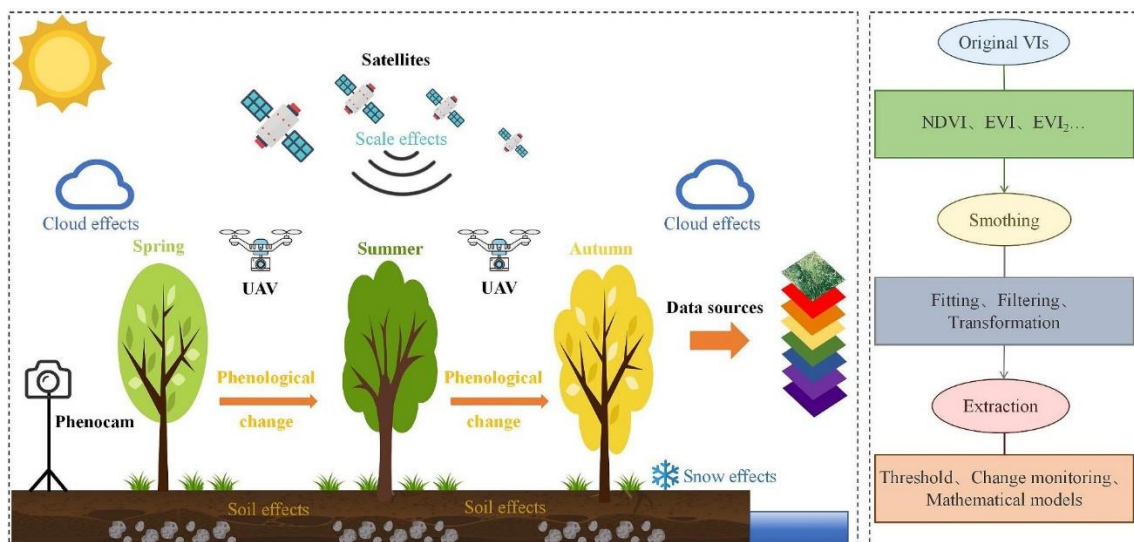 Satellites
Scale effects
Cloud effects
Cloud effects
Spring
Summer
Autumn
UAV
UAV
Data sources
Phenological
change
Phenological
change
Phenocam
Snow effects
Soil effects
Soil effects
Original VIs
NDVI、EVI、EVI₂...
Smothing
Fitting、Filtering、
Transformation
Extraction
Threshold、Change monitoring、
Mathematical models